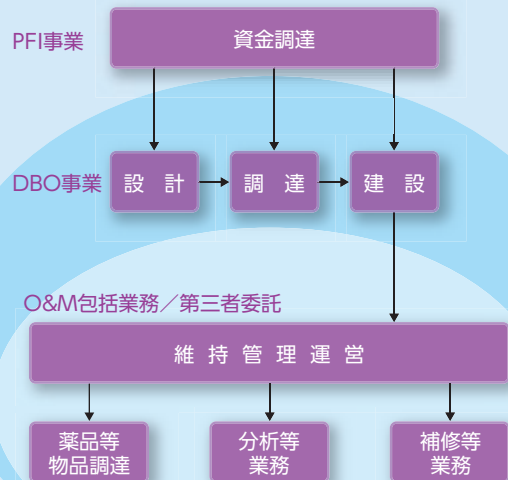 PFI事業
資金調達
DBO事業
設計
調達
建設
O&M包括業務／第三者委託
維持管理運営
薬品等
物品調達
分析等
業務
補修等
業務